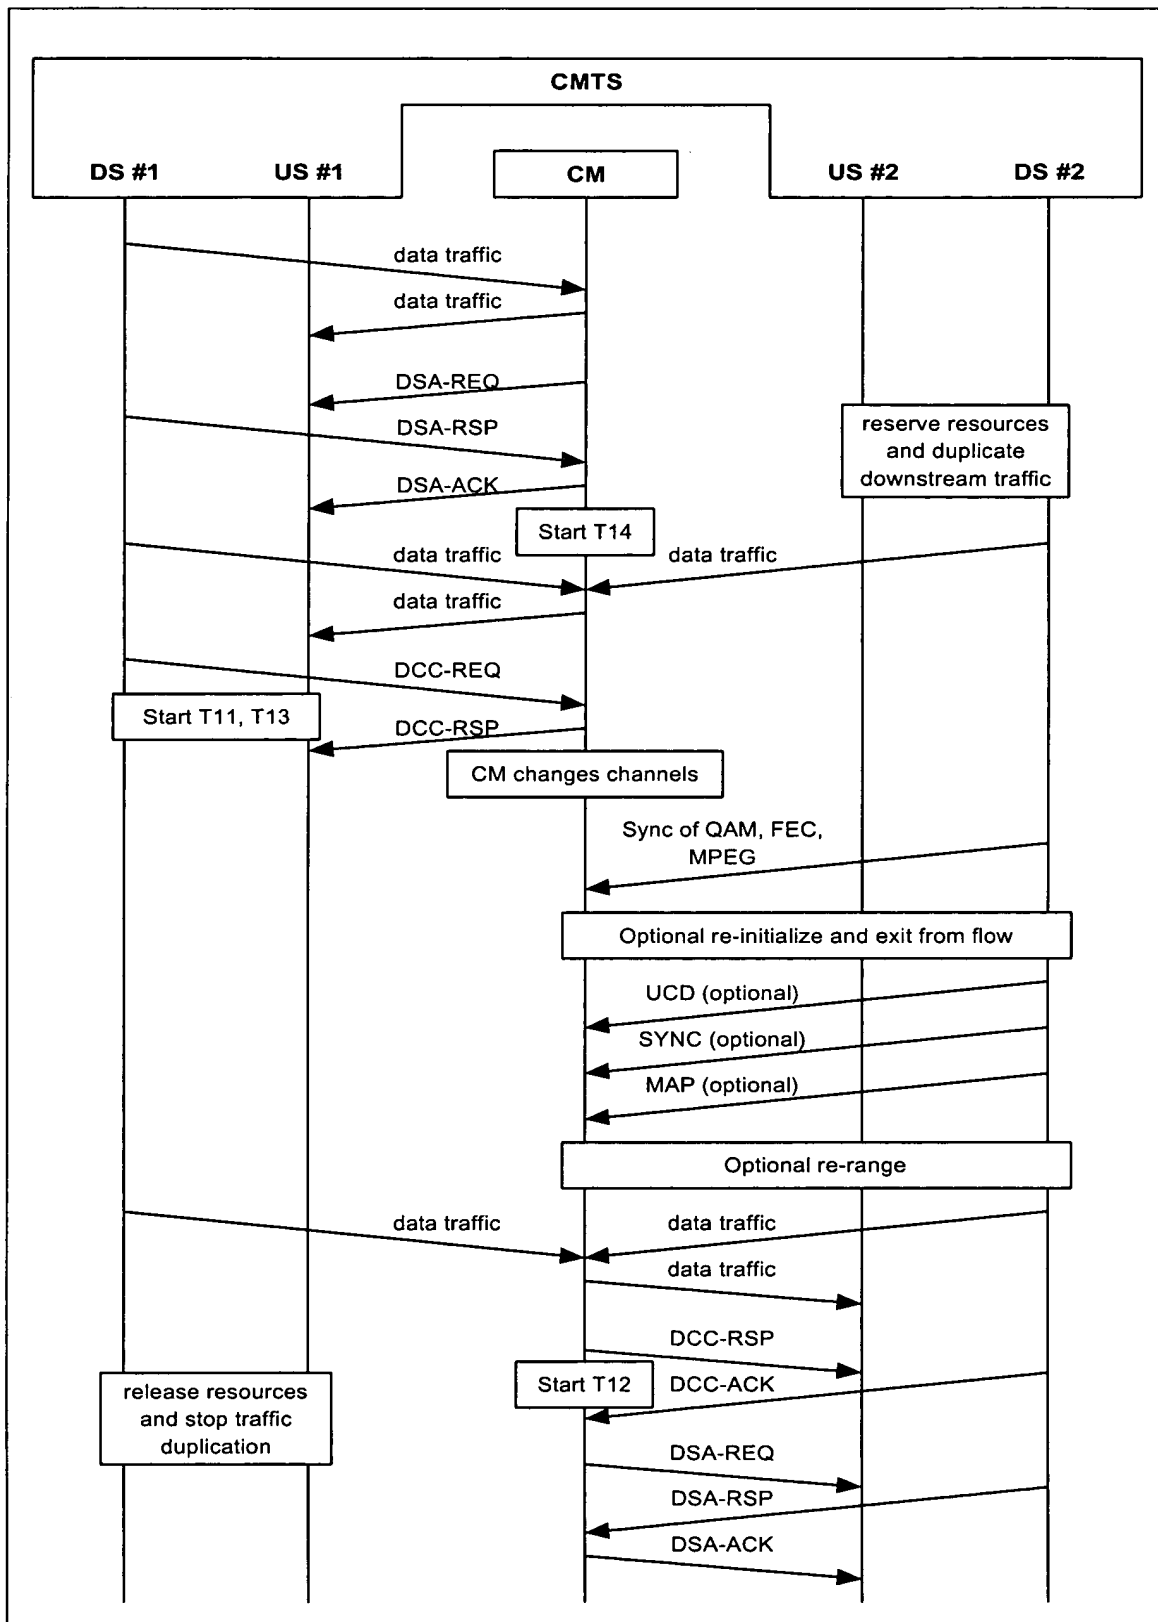 CMTS
DS #1
US #1
CM
US #2
DS #2
data traffic
data traffic
DSA-REQ
DSA-RSP
reserve resources
and duplicate
downstream traffic
DSA-ACK
Start T14
data traffic
data traffic
data traffic
DCC-REQ
Start T11, T13
DCC-RSP
CM changes channels
Sync of QAM, FEC,
MPEG
Optional re-initialize and exit from flow
UCD (optional)
SYNC (optional)
MAP (optional)
Optional re-range
data traffic
data traffic
data traffic
DCC-RSP
Start T12
DCC-ACK
release resources
and stop traffic
duplication
DSA-REQ
DSA-RSP
DSA-ACK